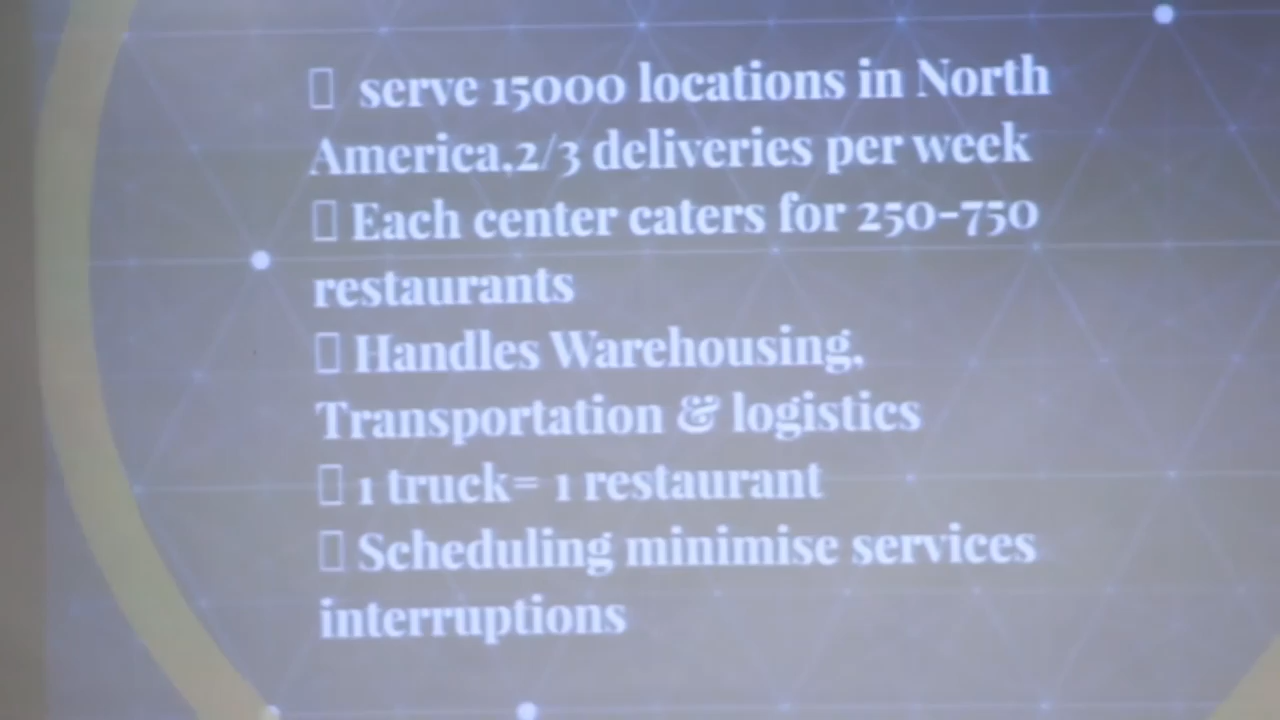 ▯ serve 15000 locations in North
America,2/3 deliveries per week
▯ Each center caters for 250-750
restaurants
▯ Handles Warehousing,
Transportation & logistics
▯ 1 truck= 1 restaurant
▯ Scheduling minimise services
interruptions